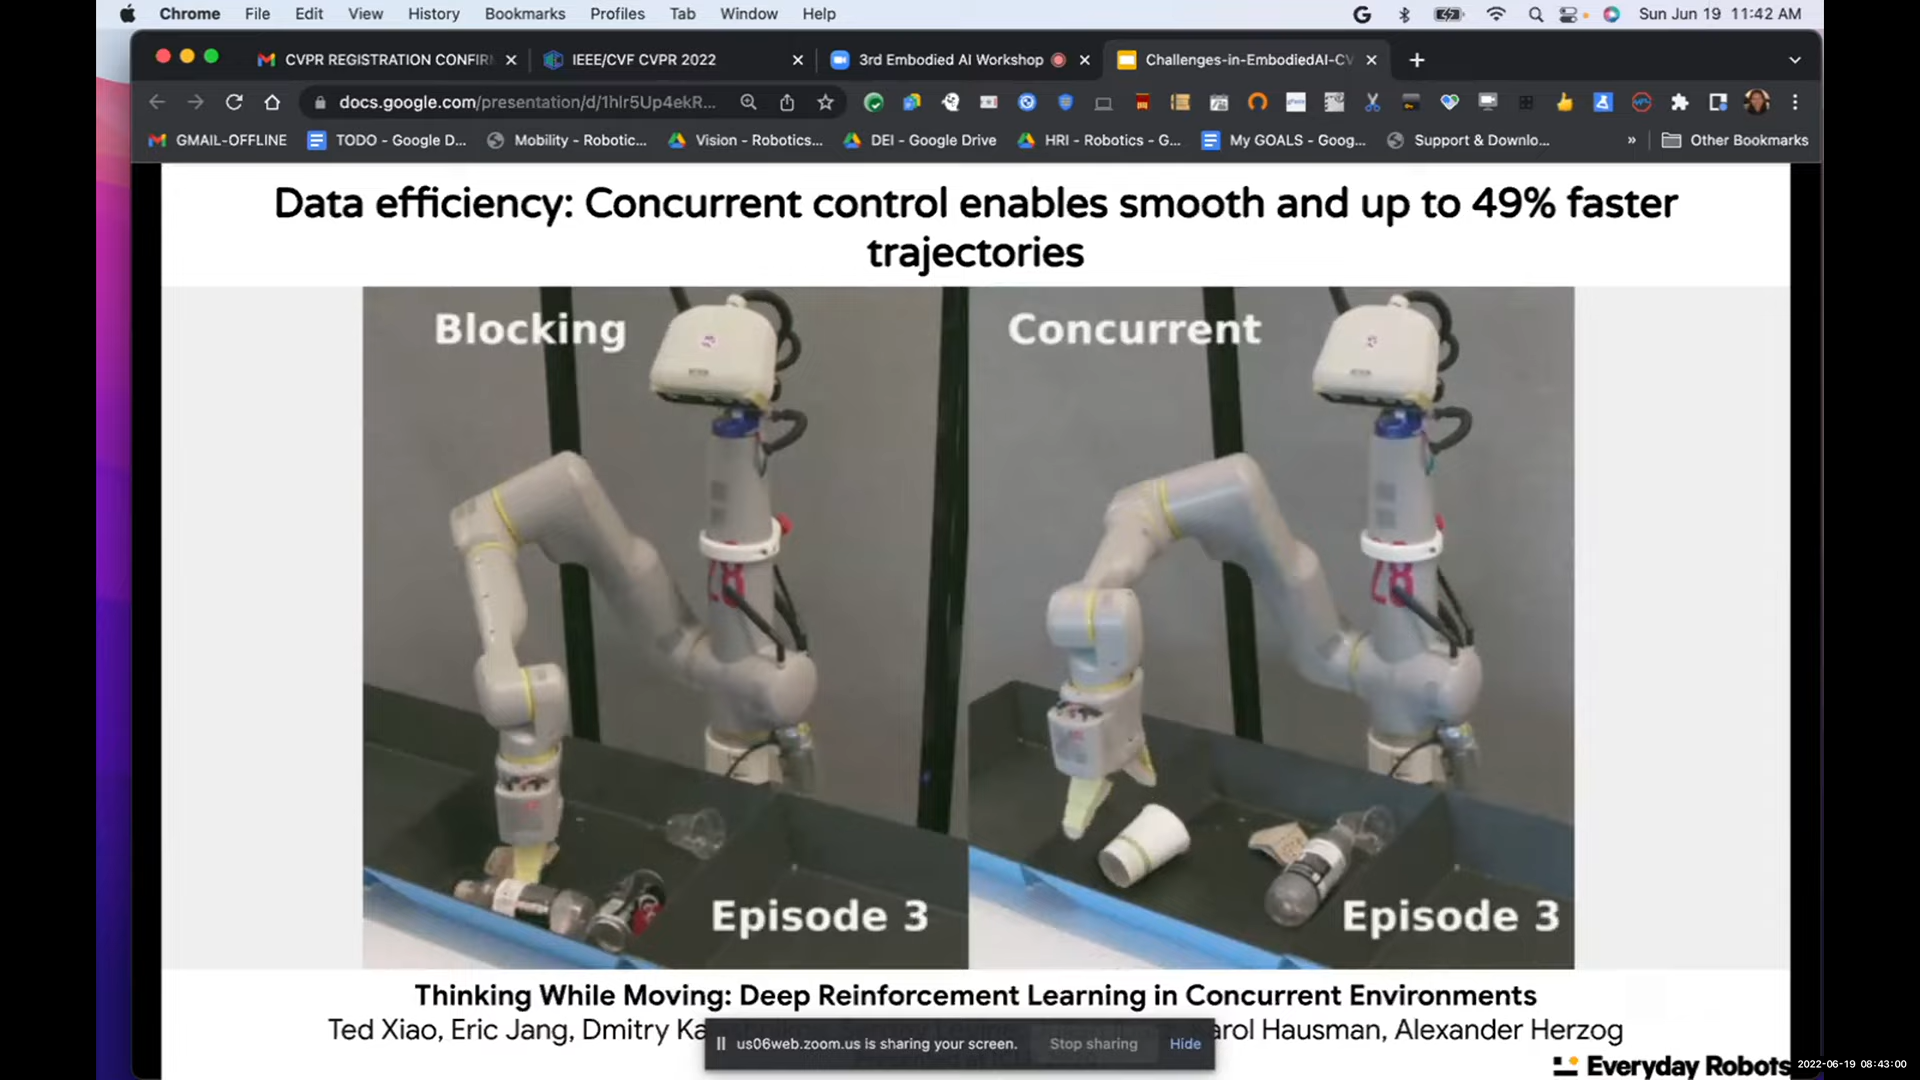 Chrome File Edit View History Bookmarks Profiles Tab Window Help Sun Jun 19 11:42 AM
CVPR REGISTRATION CONFIR IEEE/CVF CVPR 2022 3rd Embodied AI Workshop Challenges-in-EmbodiedAI-CV
docs.google.com/presentation/d/1hIr5Up4ekR...
GMAIL-OFFLINE TODO - Google D... Mobility - Robotic... Vision - Robotics... DEI - Google Drive HRI - Robotics - G... My GOALS - Goog... Support & Downlo... » Other Bookmarks
Data efficiency: Concurrent control enables smooth and up to 49% faster
trajectories
Blocking
Concurrent
28
28
Episode 3
Episode 3
Thinking While Moving: Deep Reinforcement Learning in Concurrent Environments
Ted Xiao, Eric Jang, Dmitry Ka arol Hausman, Alexander Herzog
us06web.zoom.us is sharing your screen. Stop sharing Hide
Everyday Robots
2022-06-19 08:43:00